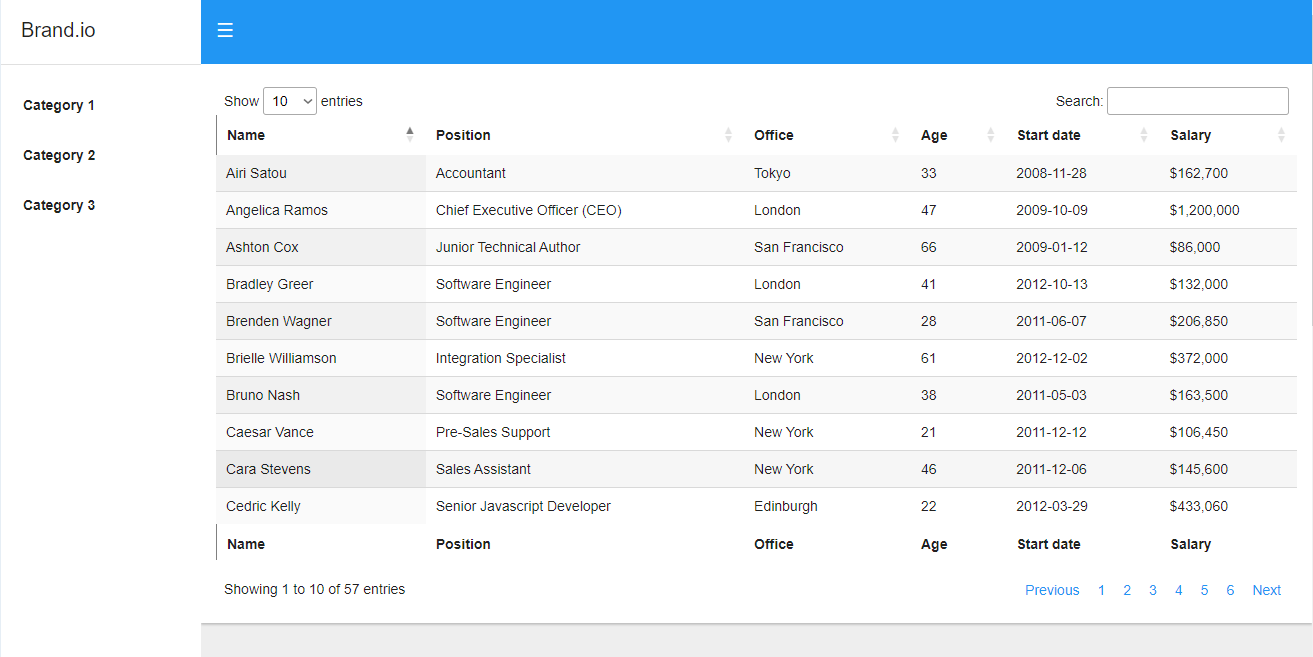 Brand.io
☰
Category 1
Category 2
Category 3
Show 10 entries Search:
Name Position Office Age Start date Salary
Airi Satou Accountant Tokyo 33 2008-11-28 $162,700
Angelica Ramos Chief Executive Officer (CEO) London 47 2009-10-09 $1,200,000
Ashton Cox Junior Technical Author San Francisco 66 2009-01-12 $86,000
Bradley Greer Software Engineer London 41 2012-10-13 $132,000
Brenden Wagner Software Engineer San Francisco 28 2011-06-07 $206,850
Brielle Williamson Integration Specialist New York 61 2012-12-02 $372,000
Bruno Nash Software Engineer London 38 2011-05-03 $163,500
Caesar Vance Pre-Sales Support New York 21 2011-12-12 $106,450
Cara Stevens Sales Assistant New York 46 2011-12-06 $145,600
Cedric Kelly Senior Javascript Developer Edinburgh 22 2012-03-29 $433,060
Name Position Office Age Start date Salary
Showing 1 to 10 of 57 entries Previous 1 2 3 4 5 6 Next